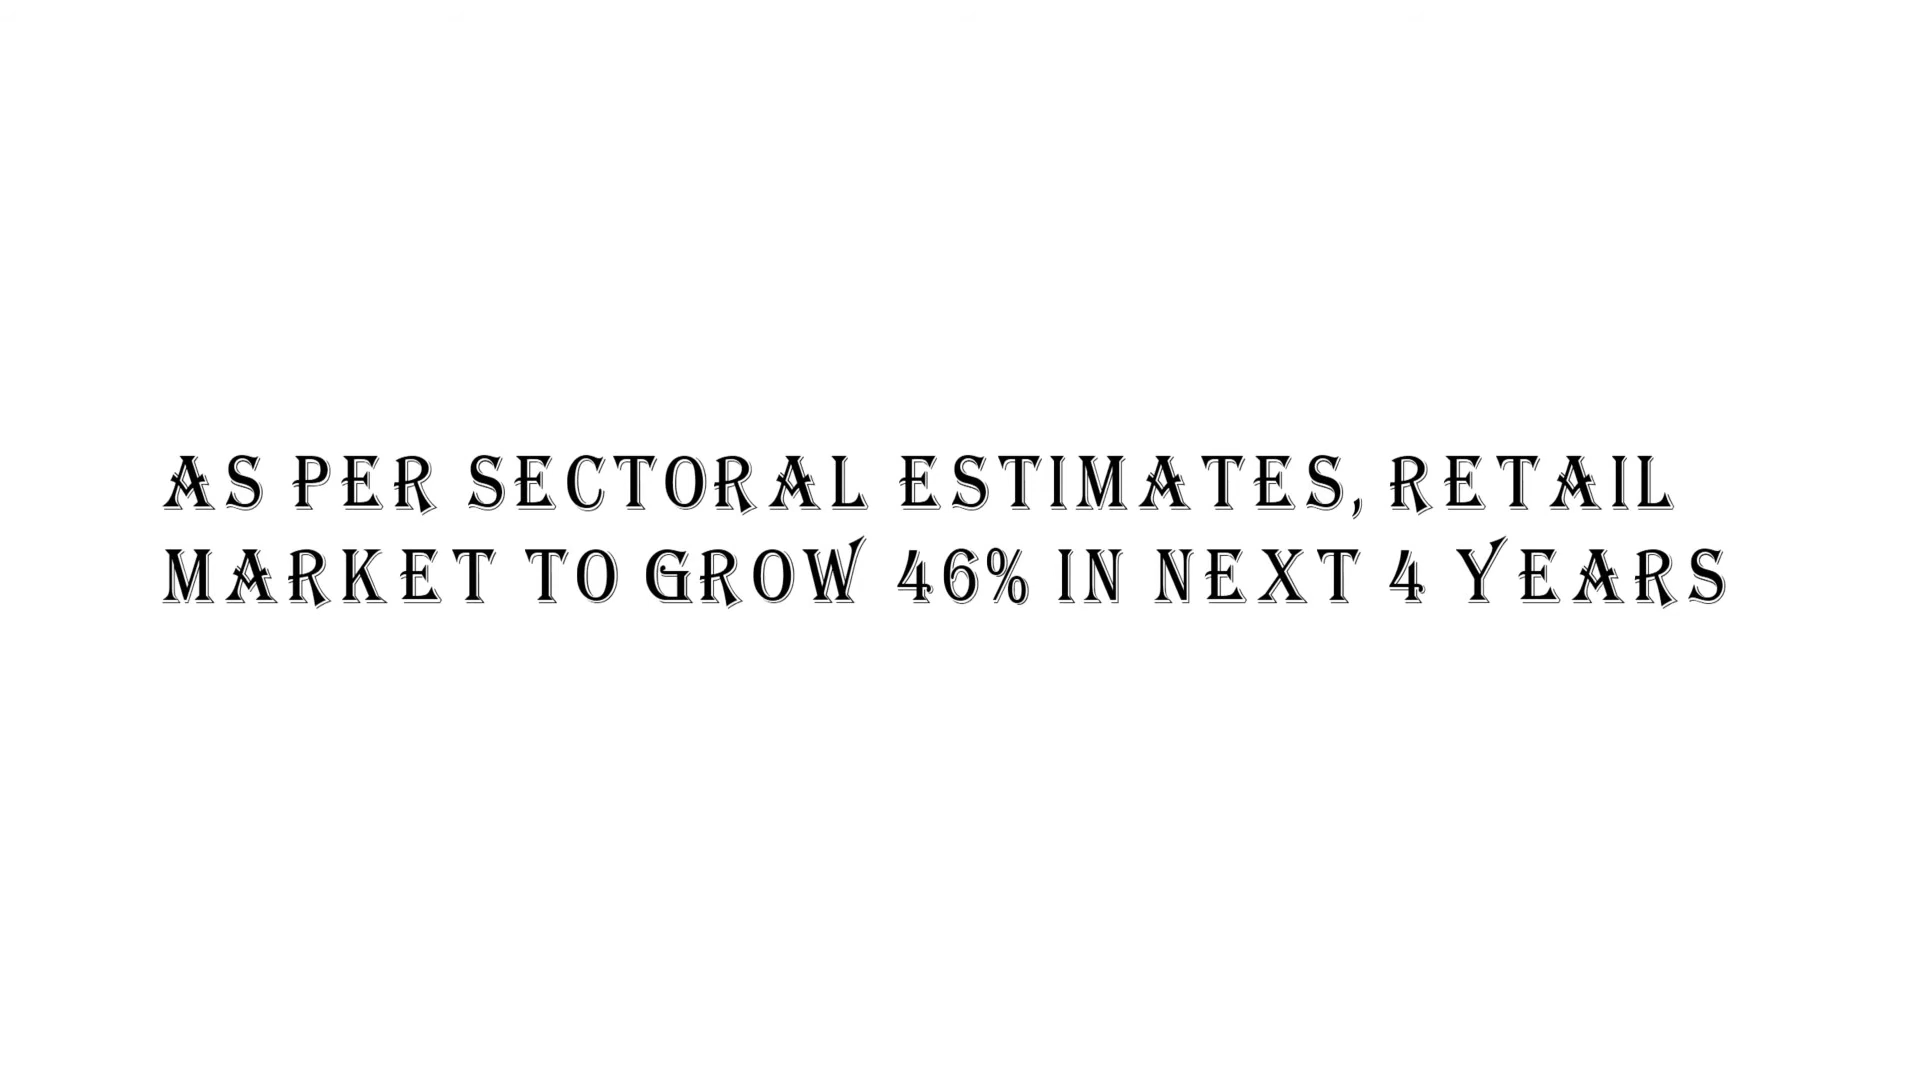 AS PER SECTORAL ESTIMATES, RETAIL
MARKET TO GROW 46% IN NEXT 4 YEARS